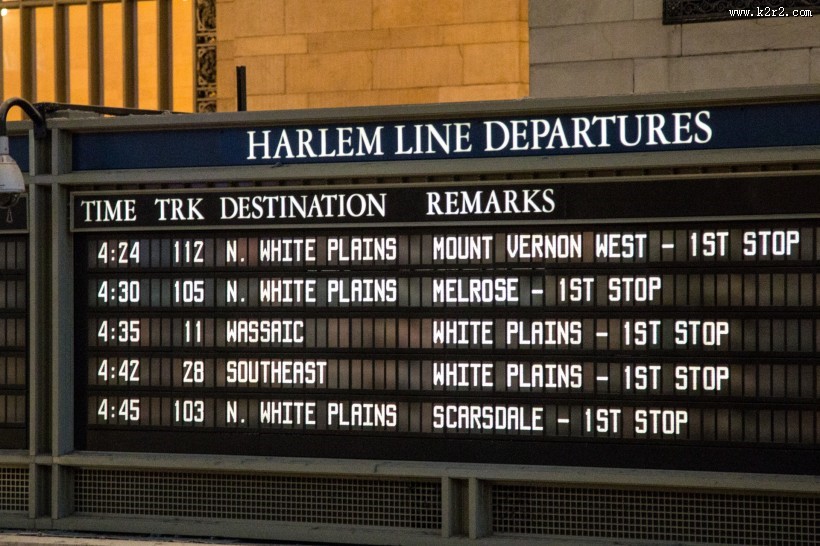 www.k2r2.com
HARLEM LINE DEPARTURES
TIME TRK DESTINATION REMARKS
4:24 112 N. WHITE PLAINS MOUNT VERNON WEST - 1ST STOP
4:30 105 N. WHITE PLAINS MELROSE - 1ST STOP
4:35 11 WASSAIC WHITE PLAINS - 1ST STOP
4:42 28 SOUTHEAST WHITE PLAINS - 1ST STOP
4:45 103 N. WHITE PLAINS SCARSDALE - 1ST STOP